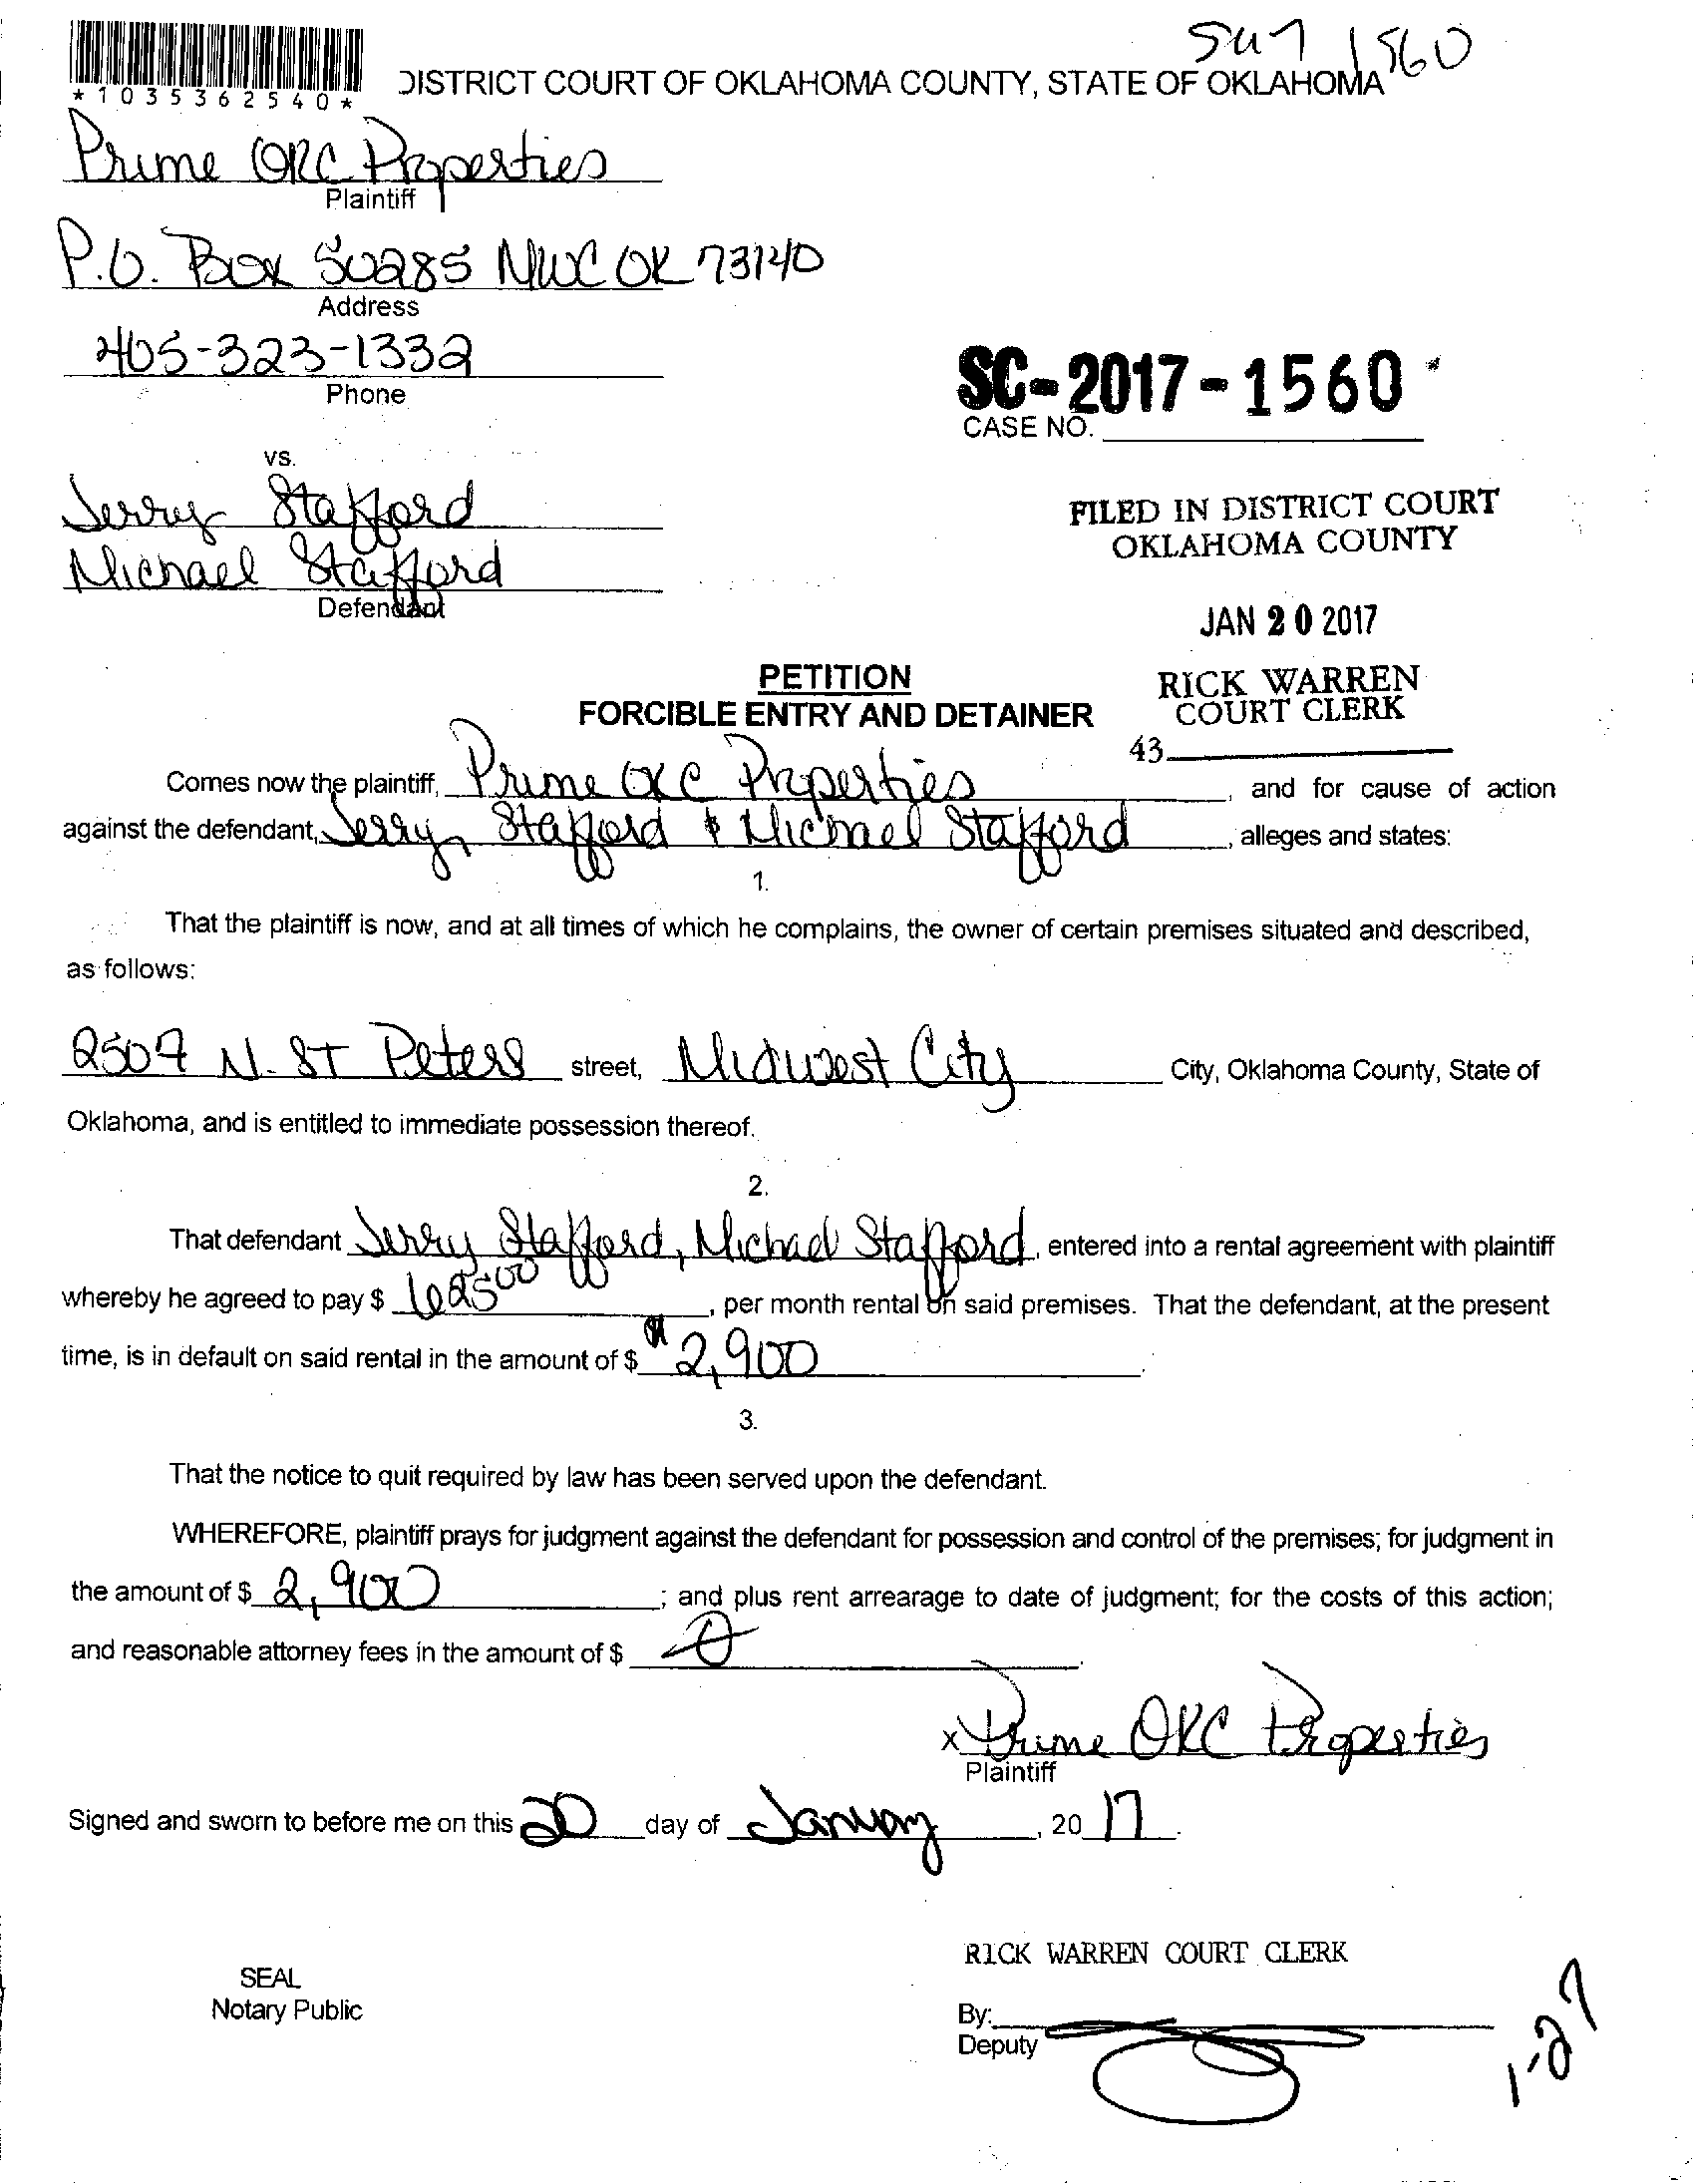 1560
*1035362540*
DISTRICT COURT OF OKLAHOMA COUNTY, STATE OF OKLAHOMA
Prime OKC Properties
Plaintiff
P.O. Box 50285 MWC OK 73140
Address
405-323-1332
Phone
SC-2017-1560
CASE NO.
vs.
Jerry Stafford
Michael Stafford
Defendant
FILED IN DISTRICT COURT
OKLAHOMA COUNTY
JAN 20 2017
RICK WARREN
COURT CLERK
43
PETITION
FORCIBLE ENTRY AND DETAINER
Comes now the plaintiff, Prime OKC Properties, and for cause of action
against the defendant, Jerry Stafford & Michael Stafford, alleges and states:
1.
That the plaintiff is now, and at all times of which he complains, the owner of certain premises situated and described,
as follows:
2507 N. ST Peters street, Midwest City City, Oklahoma County, State of
Oklahoma, and is entitled to immediate possession thereof.
2.
That defendant Jerry Stafford, Michael Stafford, entered into a rental agreement with plaintiff
whereby he agreed to pay $ 625 00, per month rental on said premises. That the defendant, at the present
time, is in default on said rental in the amount of $ 2,900.
3.
That the notice to quit required by law has been served upon the defendant.
WHEREFORE, plaintiff prays for judgment against the defendant for possession and control of the premises; for judgment in
the amount of $ 2,900; and plus rent arrearage to date of judgment; for the costs of this action;
and reasonable attorney fees in the amount of $
x Prime OKC Properties
Plaintiff
Signed and sworn to before me on this 20 day of January, 20 17.
RICK WARREN COURT CLERK
SEAL
Notary Public
By:
Deputy
1-27